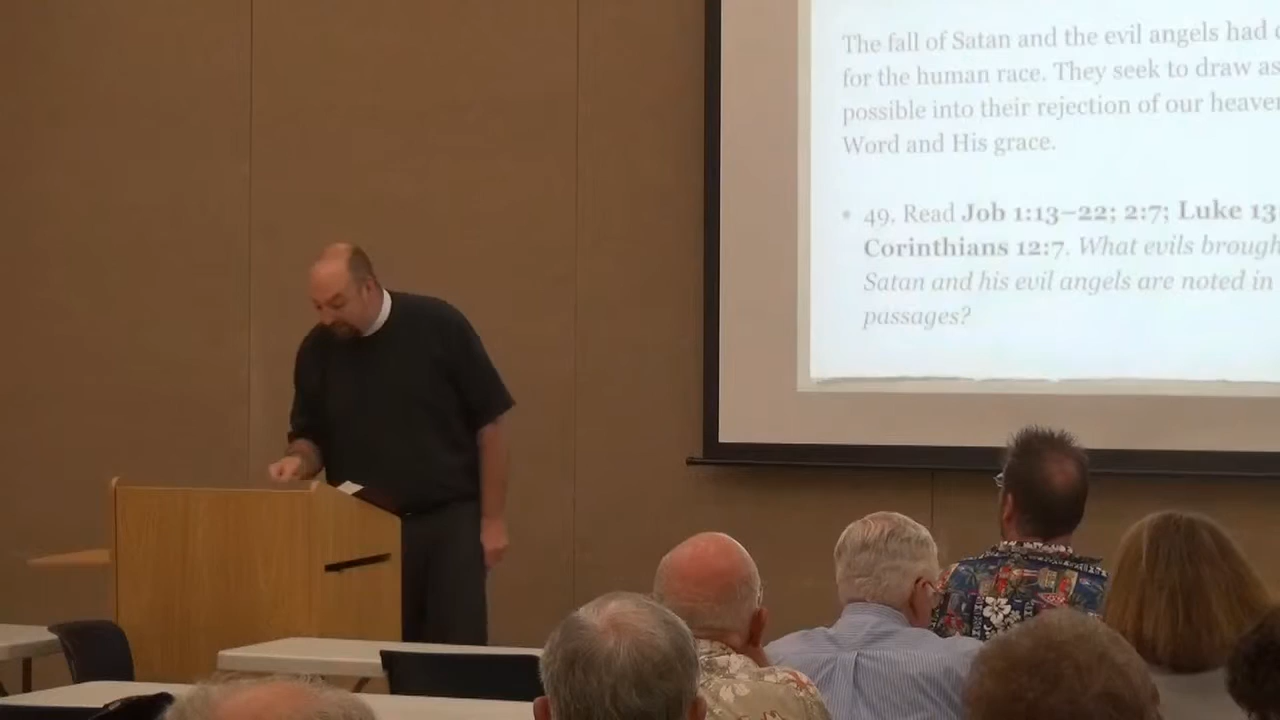 The fall of Satan and the evil angels had
for the human race. They seek to draw as
possible into their rejection of our
Word and His grace.
• 49. Read Job 1:13–22; 2:7; Luke 13
Corinthians 12:7. What evils
Satan and his evil angels are noted in
passages?